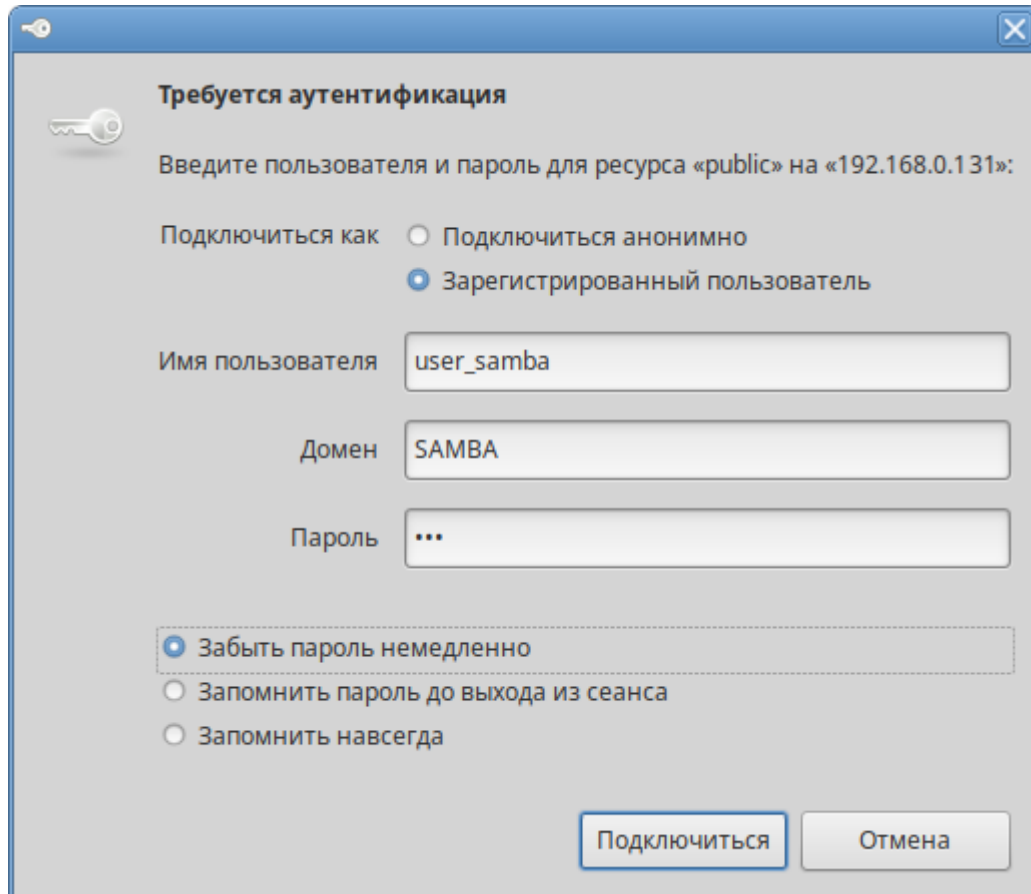 Требуется аутентификация
Введите пользователя и пароль для ресурса «public» на «192.168.0.131»:
Подключиться как
Подключиться анонимно
Зарегистрированный пользователь
Имя пользователя
user_samba
Домен
SAMBA
Пароль
•••
Забыть пароль немедленно
Запомнить пароль до выхода из сеанса
Запомнить навсегда
Подключиться
Отмена